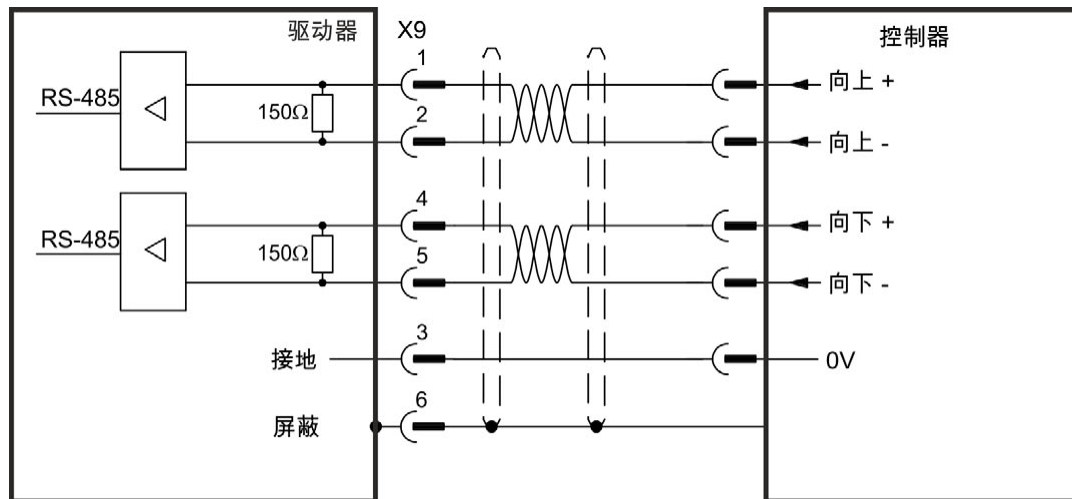 驱动器
X9
控制器
1
向上 +
RS-485
150Ω
2
向上 -
4
向下 +
RS-485
150Ω
5
向下 -
3
接地
0V
6
屏蔽